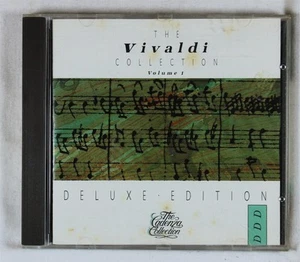 THE
Vivaldi
COLLECTION
Volume 1
DELUXE-EDITION
The
Cadenza
Collection
DDD